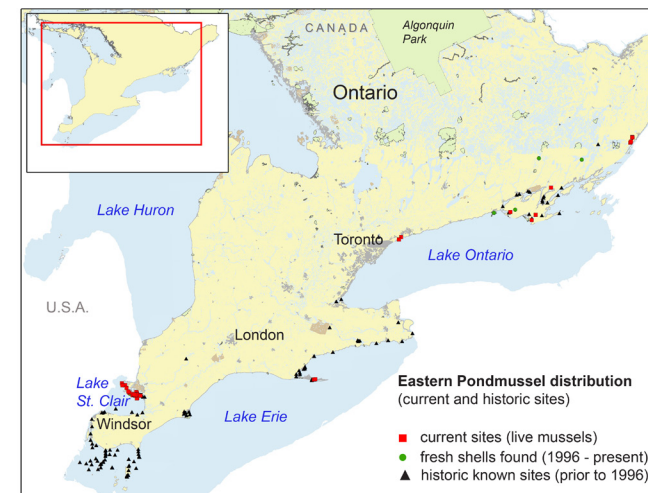 CANADA
Algonquin
Park
Ontario
Lake Huron
Toronto
Lake Ontario
U.S.A.
London
Lake
St. Clair
Windsor
Lake Erie
Eastern Pondmussel distribution
(current and historic sites)
current sites (live mussels)
fresh shells found (1996 - present)
historic known sites (prior to 1996)